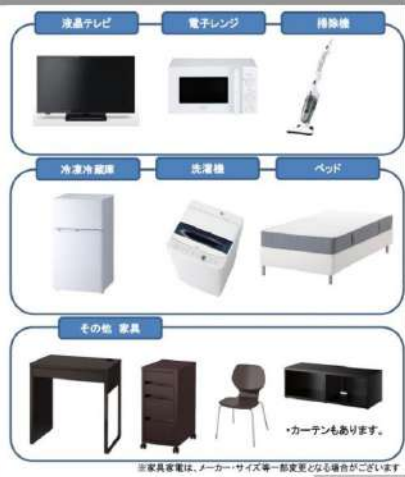 液晶テレビ
電子レンジ
掃除機
冷凍冷蔵庫
洗濯機
ベッド
その他 家具
・カーテンもあります。
※家具家電は、メーカー・サイズ等一部変更となる場合がございます